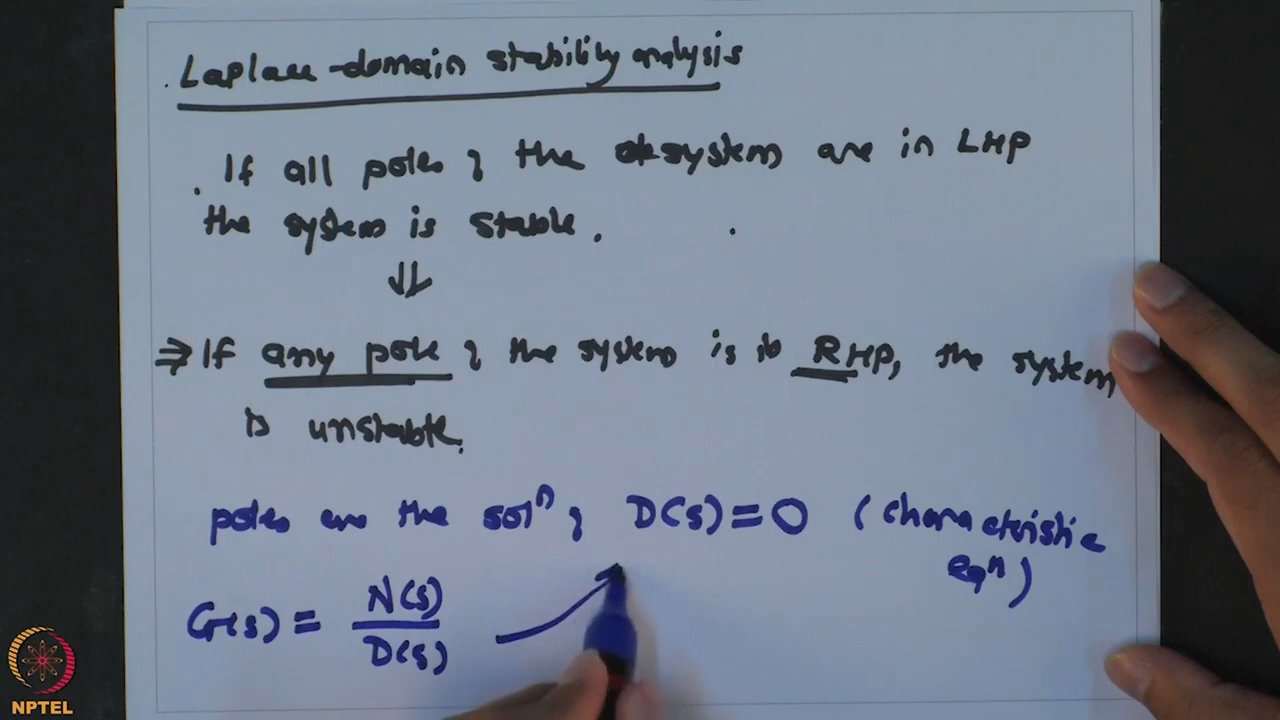 Laplace-domain stability analysis
If all poles of the system are in LHP
the system is stable.
⇓
⇒ If any pole of the system is in RHP, the system
is unstable.
poles are the solⁿ of D(s) = 0 (characteristic
eqⁿ)
G(s) = N(s)
D(s)
NPTEL